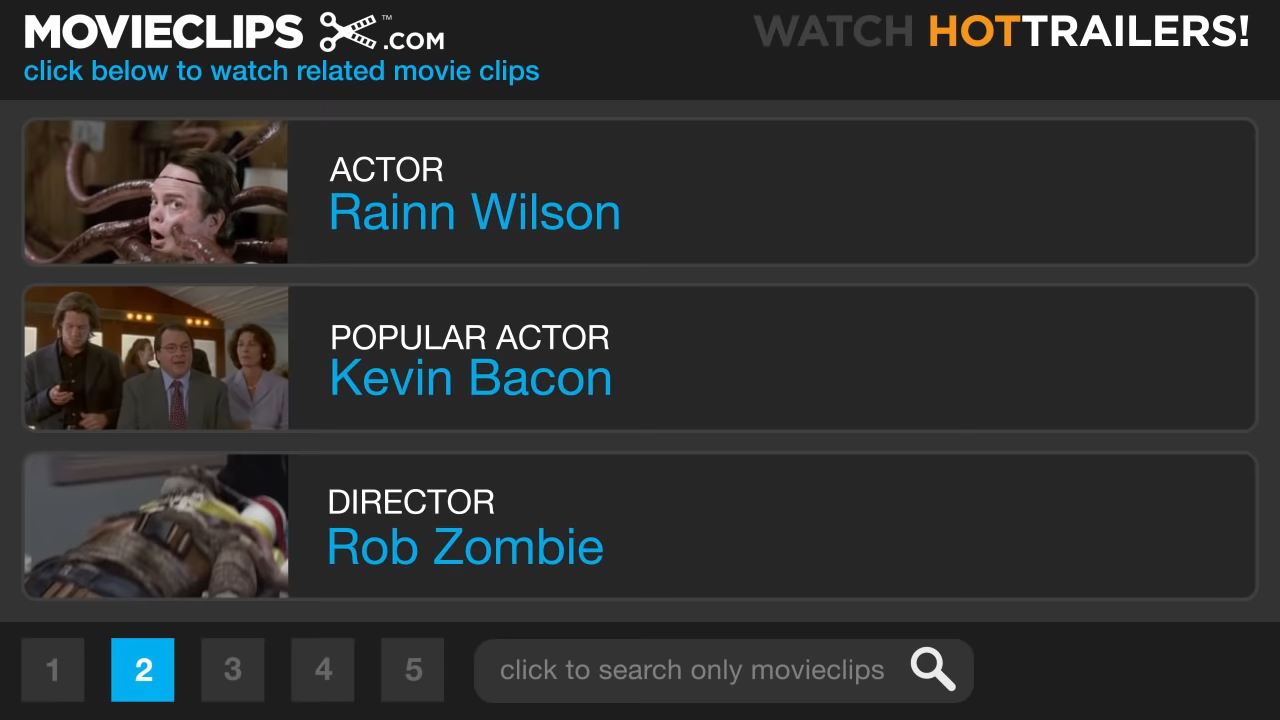 MOVIECLIPS ™ .COM
WATCH HOTTRAILERS!
click below to watch related movie clips
ACTOR
Rainn Wilson
POPULAR ACTOR
Kevin Bacon
DIRECTOR
Rob Zombie
1 2 3 4 5 click to search only movieclips